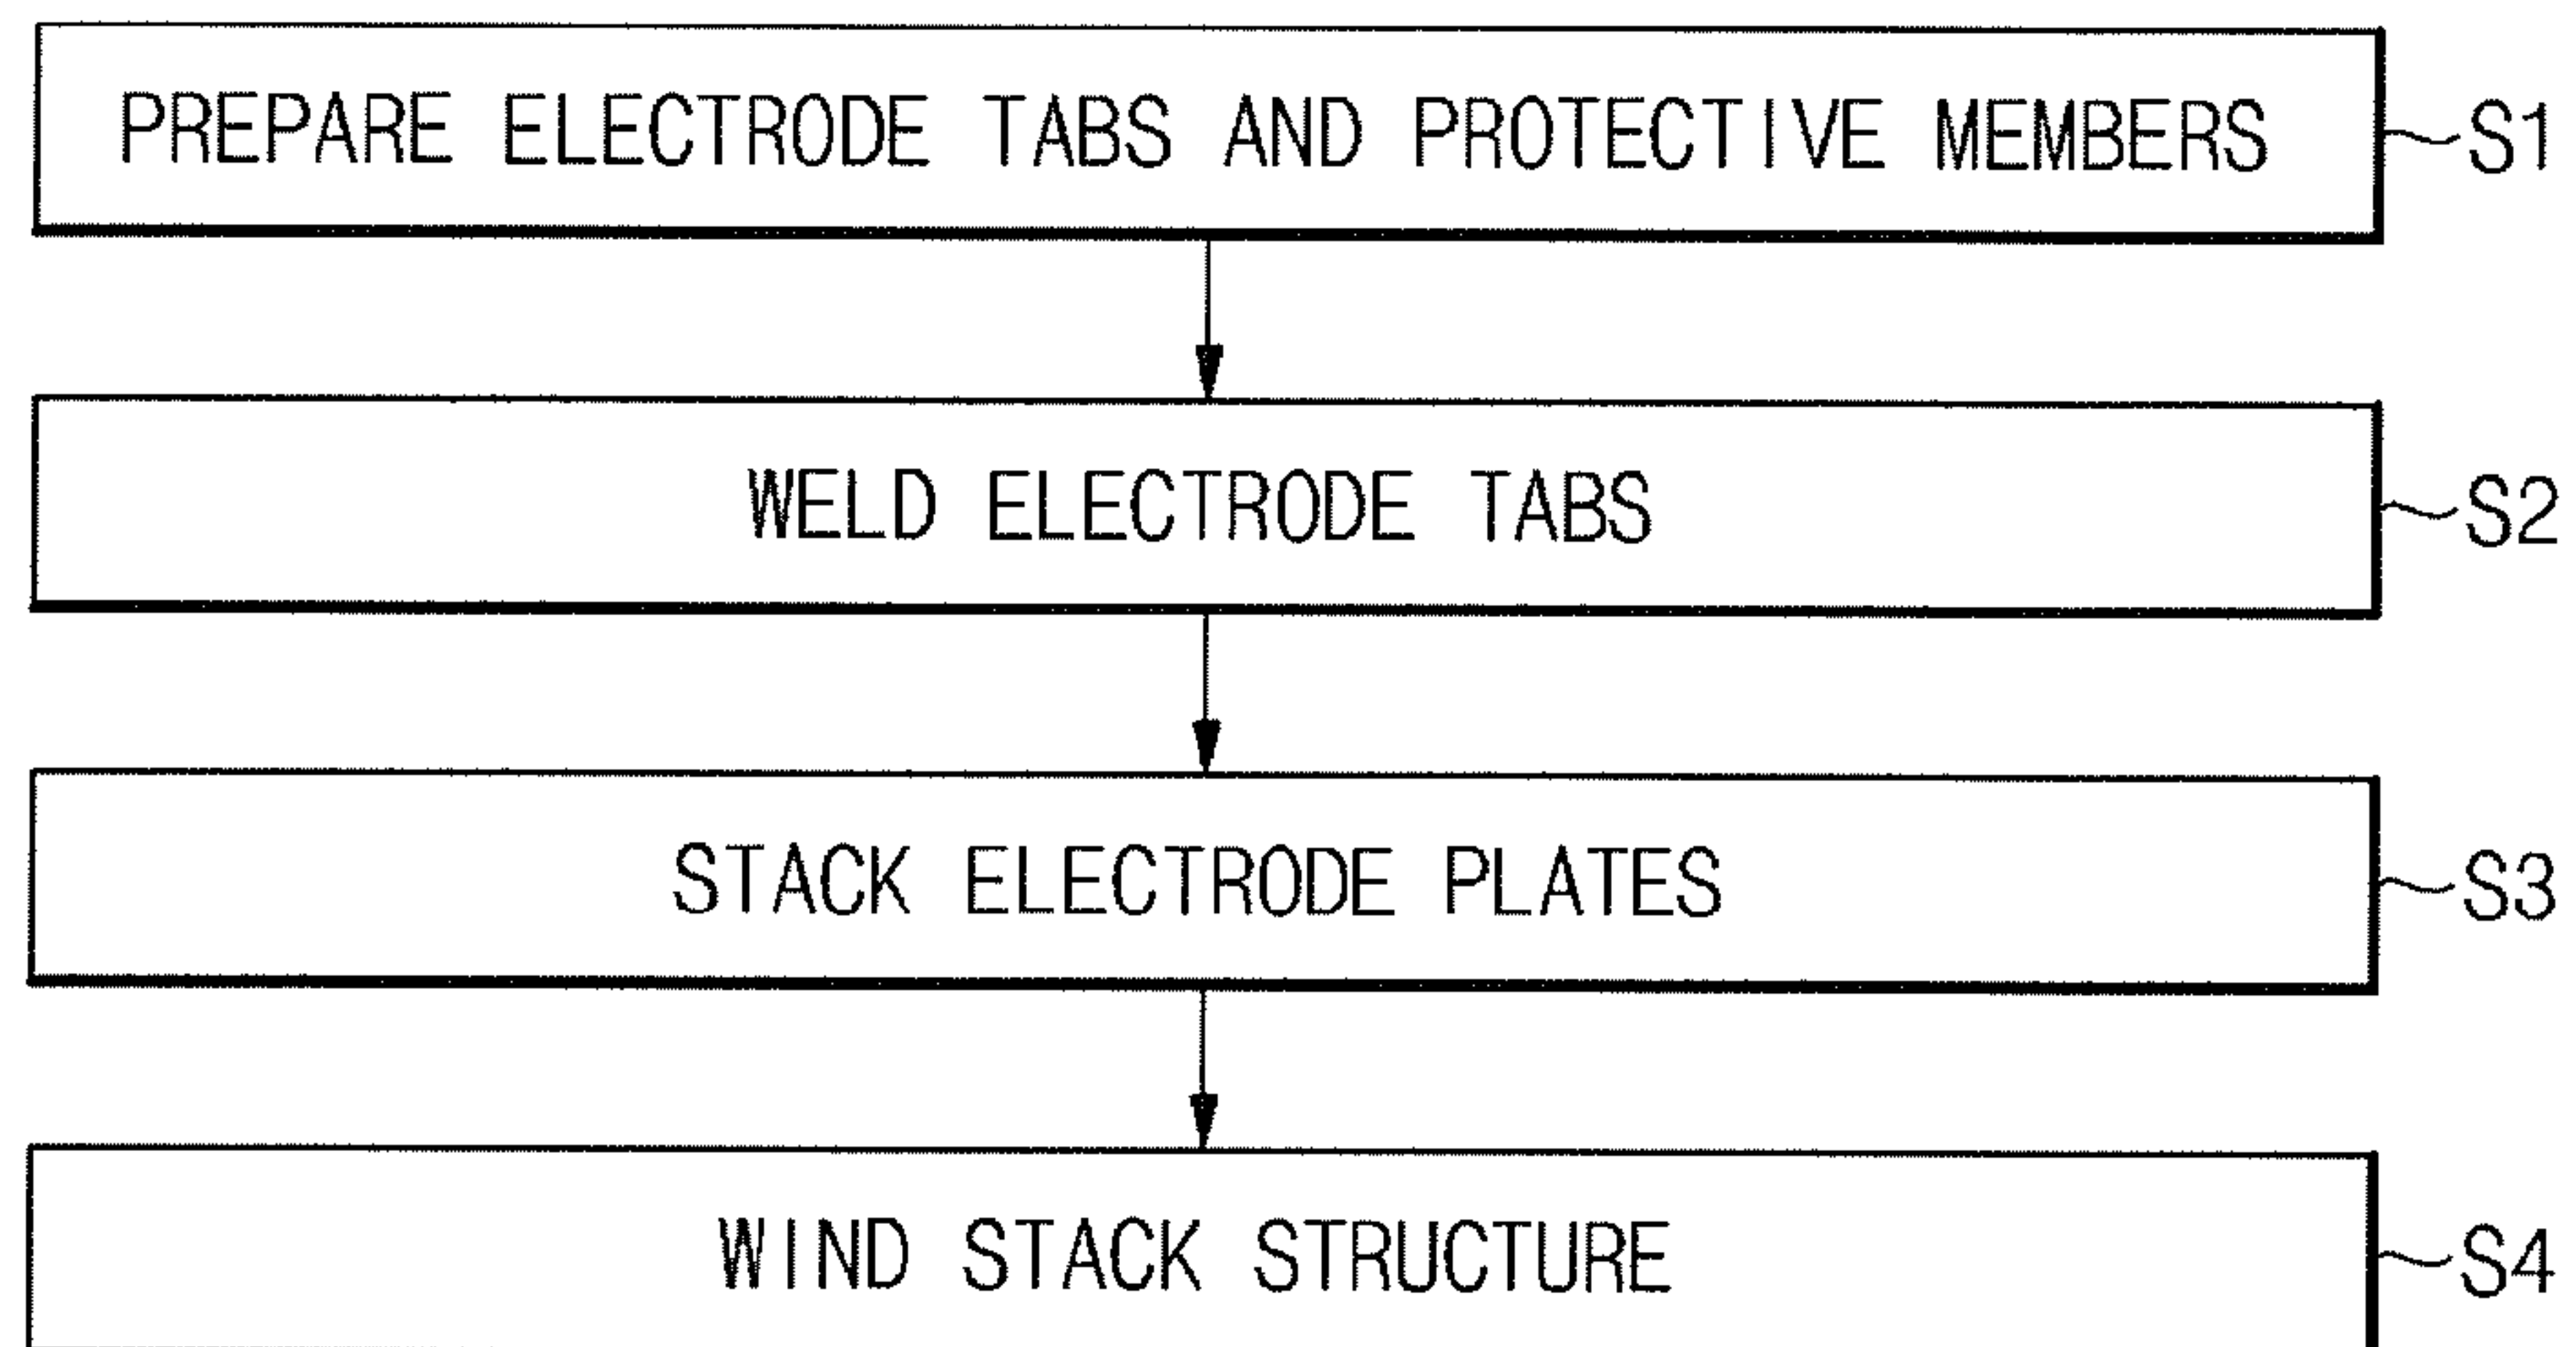 PREPARE ELECTRODE TABS AND PROTECTIVE MEMBERS S1
WELD ELECTRODE TABS S2
STACK ELECTRODE PLATES S3
WIND STACK STRUCTURE S4